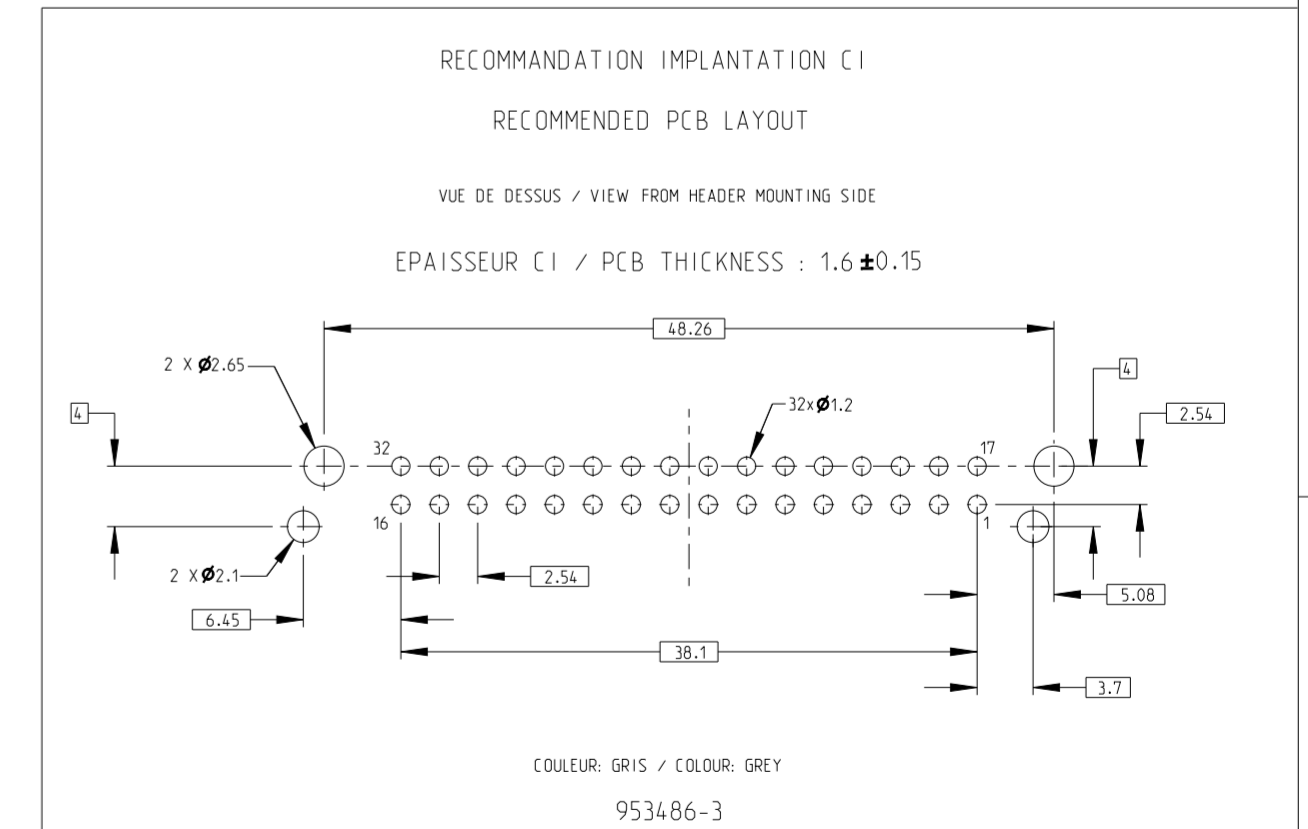 RECOMMANDATION IMPLANTATION CI
RECOMMENDED PCB LAYOUT
VUE DE DESSUS / VIEW FROM HEADER MOUNTING SIDE
EPAISSEUR CI / PCB THICKNESS : 1.6 ±0.15
48.26
2 X Ø2.65
4
4
32xØ1.2
2.54
32
17
16
1
2 X Ø2.1
2.54
5.08
6.45
38.1
3.7
COULEUR: GRIS / COLOUR: GREY
953486-3